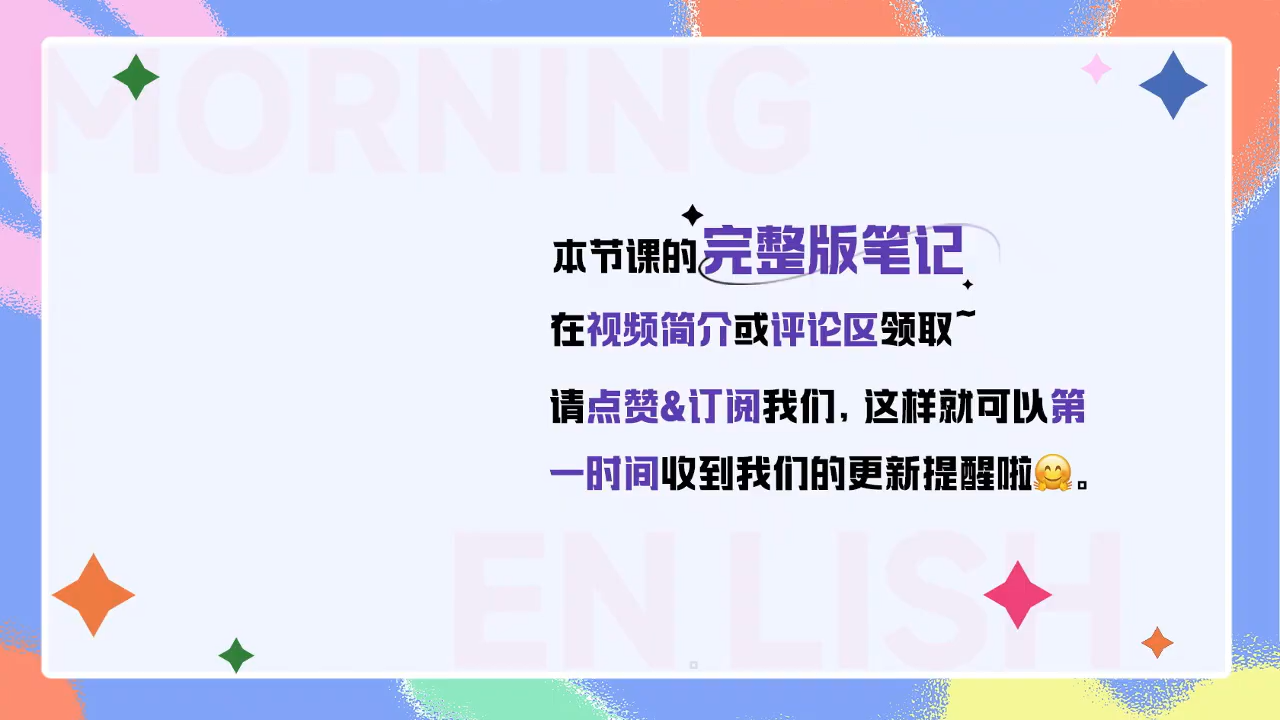 MORNING
本节课的完整版笔记
在视频简介或评论区领取~
请点赞&订阅我们，这样就可以第
一时间收到我们的更新提醒啦🤗。
EN LISH